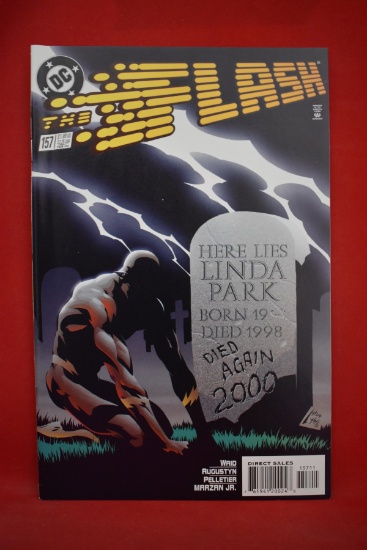 DC
THE FLASH
157
HERE LIES
LINDA
PARK
BORN 19
DIED 1998
DIED
AGAIN
2000
WAID
AUGUSTYN
PELLETIER
MARZAN JR.
DIRECT SALES
15711